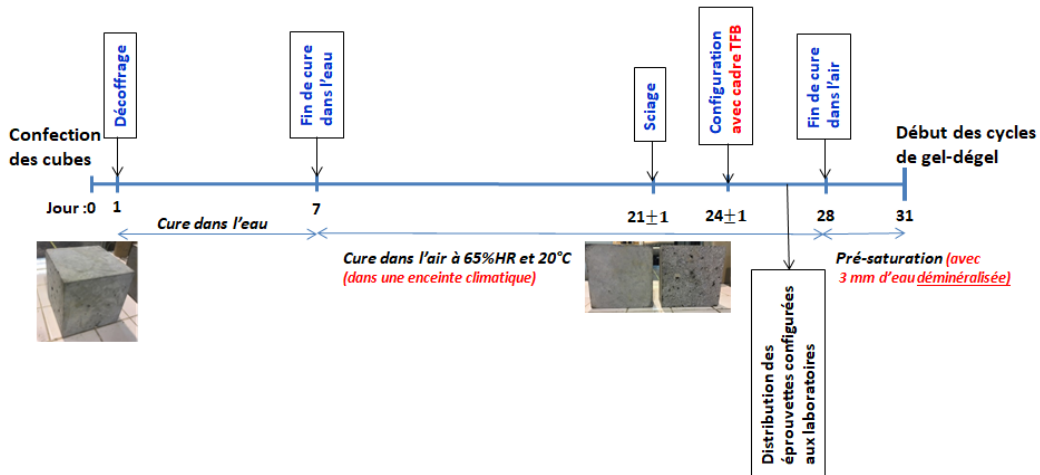 Confection
des cubes
Décoffrage
Fin de cure
dans l'eau
Sciage
Configuration
avec cadre TFB
Fin de cure
dans l'air
Début des cycles
de gel-dégel
Jour :0
1
7
21±1
24±1
28
31
Cure dans l'eau
Cure dans l'air à 65%HR et 20°C
(dans une enceinte climatique)
Pré-saturation (avec
3 mm d'eau déminéralisée)
Distribution des
éprouvettes configurées
aux laboratoires